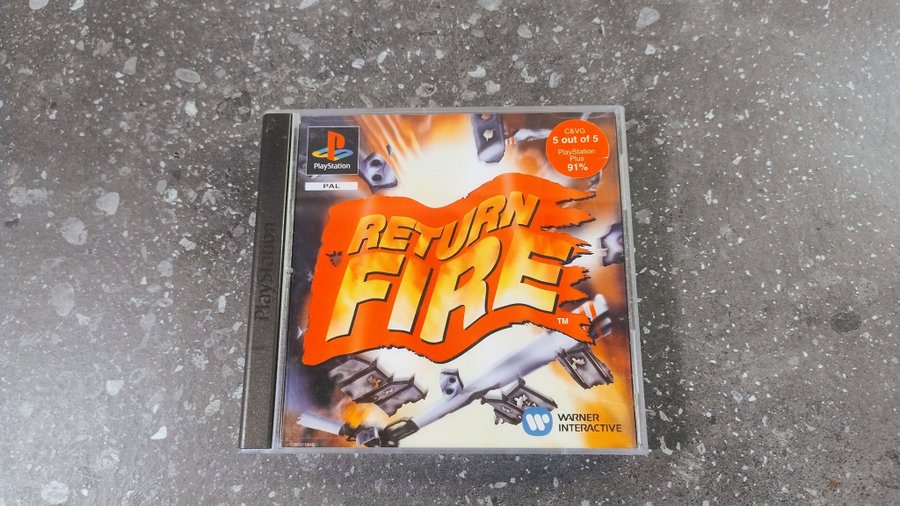 PlayStation
PlayStation
PAL
C&VG
5 out of 5
PlayStation
Plus
91%
RETURN
FIRE
TM
WARNER
INTERACTIVE